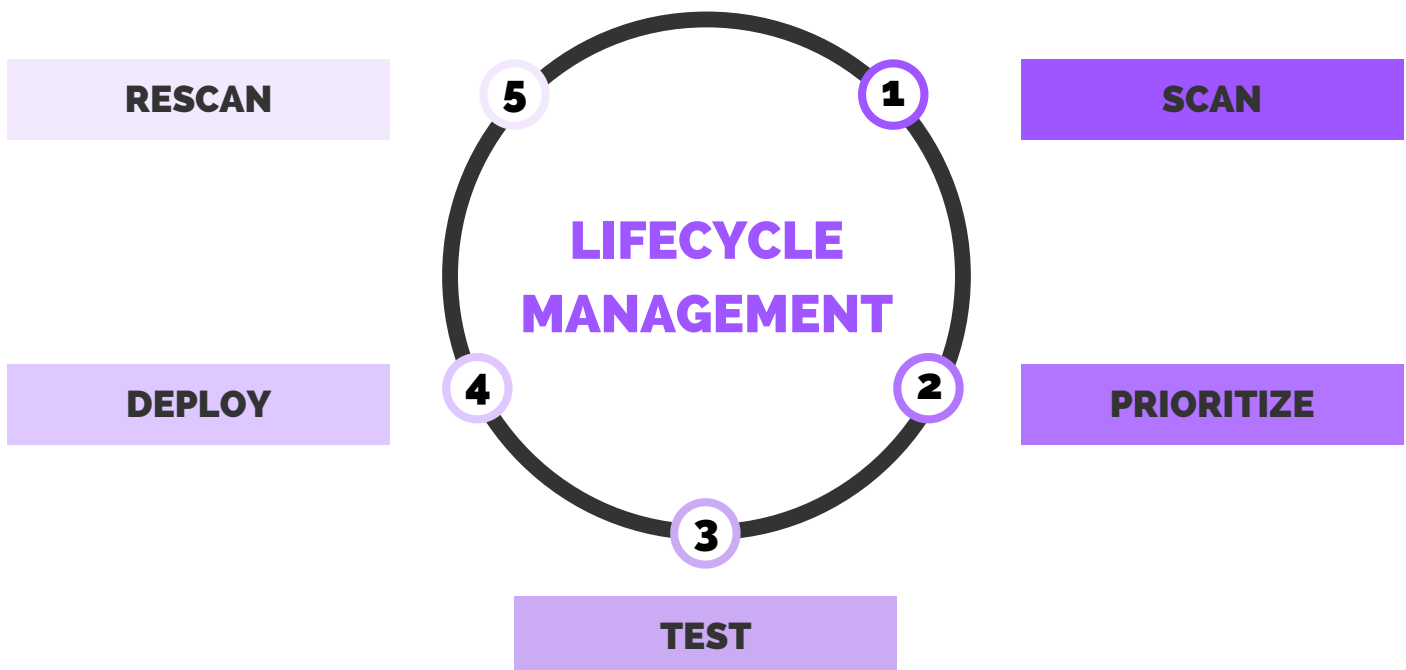 RESCAN
5
1
SCAN
LIFECYCLE
MANAGEMENT
DEPLOY
4
2
PRIORITIZE
3
TEST